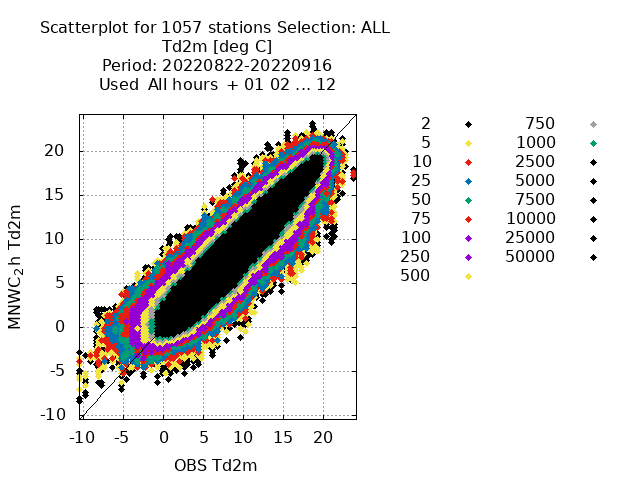 Scatterplot for 1057 stations Selection: ALL
Td2m [deg C]
Period: 20220822-20220916
Used  All hours  + 01 02 ... 12
2 750
5 1000
10 2500
25 5000
50 7500
75 10000
100 25000
250 50000
500
MNWC2h Td2m
20
15
10
5
0
-5
-10
-10 -5 0 5 10 15 20
OBS Td2m